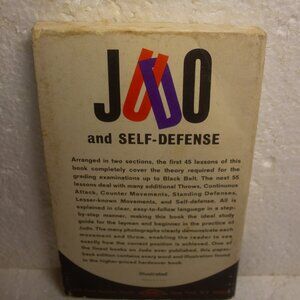 JUDO
and SELF-DEFENSE
Arranged in two sections, the first 45 lessons of this
book completely cover the theory required for the
grading examinations up to Black Belt. The next 55
lessons deal with many additional Throws, Continuous
Attack, Counter Movements, Standing Defenses,
Lesser-known Movements, and Self-defense. All is
explained in clear, easy-to-follow language in a step-
by-step manner, making this book the ideal study
guide for the laymen and beginner in the practice of
Judo. The many photographs clearly demonstrate each
movement and throw, enabling the reader to see
exactly how the correct position is achieved. One of
the finest books on Judo ever published, this paper-
back edition contains every word and illustration found
in the higher-priced hardcover book.
Illustrated